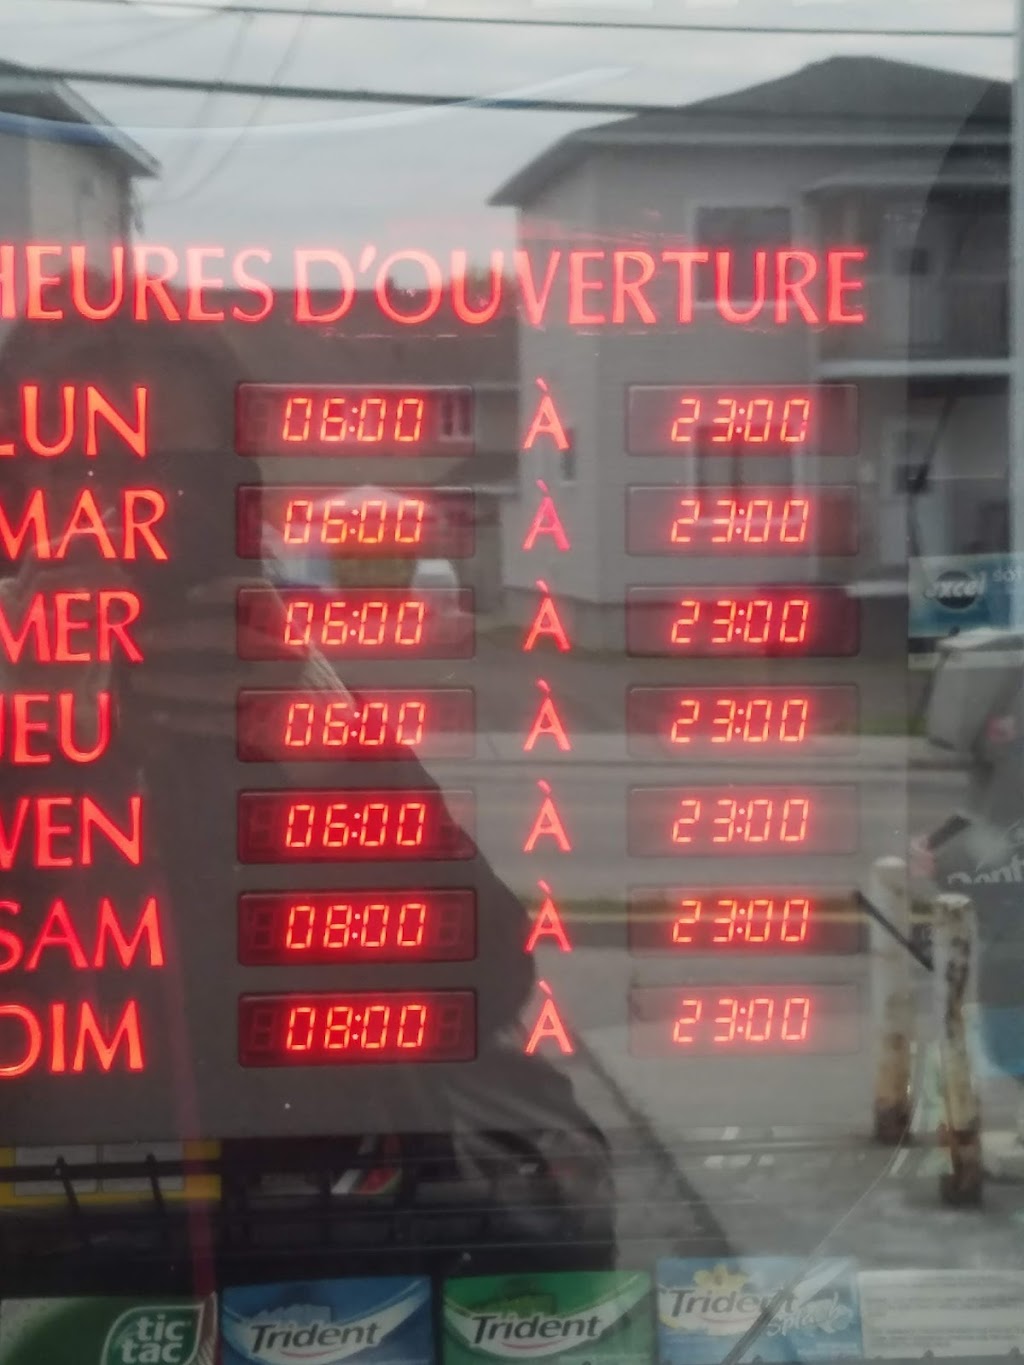 HEURES D'OUVERTURE
LUN 06:00 À 23:00
MAR 06:00 À 23:00
MER 06:00 À 23:00
JEU 06:00 À 23:00
VEN 06:00 À 23:00
SAM 08:00 À 23:00
DIM 08:00 À 23:00
excel
tic tac
Trident
Trident
Trident
splash